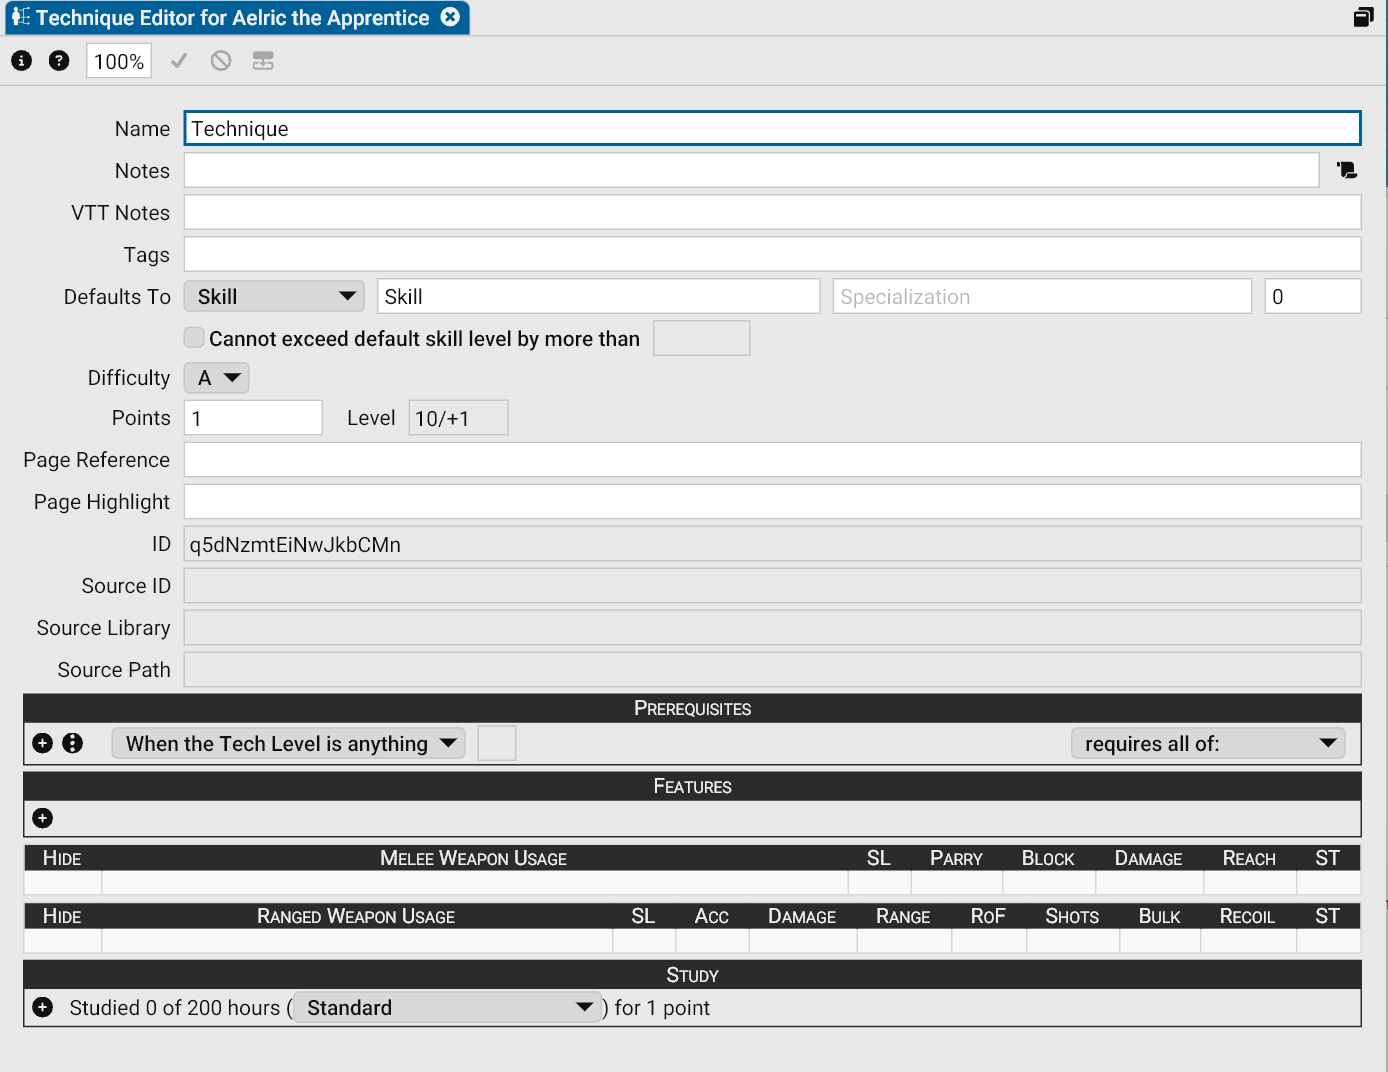 Technique Editor for Aelric the Apprentice
100%
Name Technique
Notes
VTT Notes
Tags
Defaults To Skill Skill Specialization 0
Cannot exceed default skill level by more than
Difficulty A
Points 1 Level 10/+1
Page Reference
Page Highlight
ID q5dNzmtEiNwJkbCMn
Source ID
Source Library
Source Path
Prerequisites
When the Tech Level is anything requires all of:
Features
Hide Melee Weapon Usage SL Parry Block Damage Reach ST
Hide Ranged Weapon Usage SL Acc Damage Range RoF Shots Bulk Recoil ST
Study
Studied 0 of 200 hours ( Standard ) for 1 point